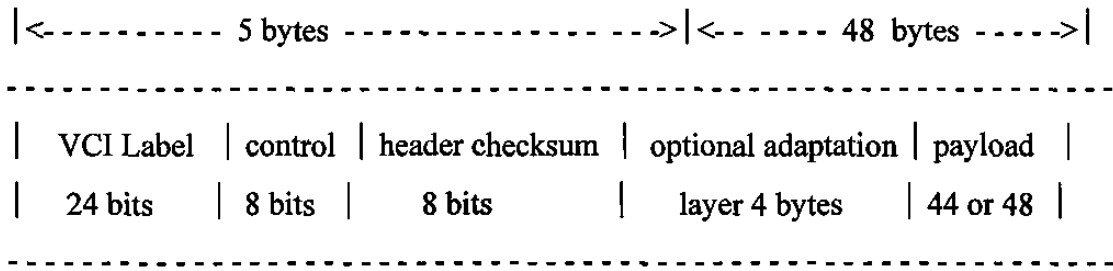 |<- - - - - - - - - - - 5 bytes - - - - - - - - - - - - - - - - - - ->|<- - - - - - - 48 bytes - - - - ->|
| VCI Label | control | header checksum | optional adaptation | payload |
| 24 bits | 8 bits | 8 bits | layer 4 bytes | 44 or 48 |